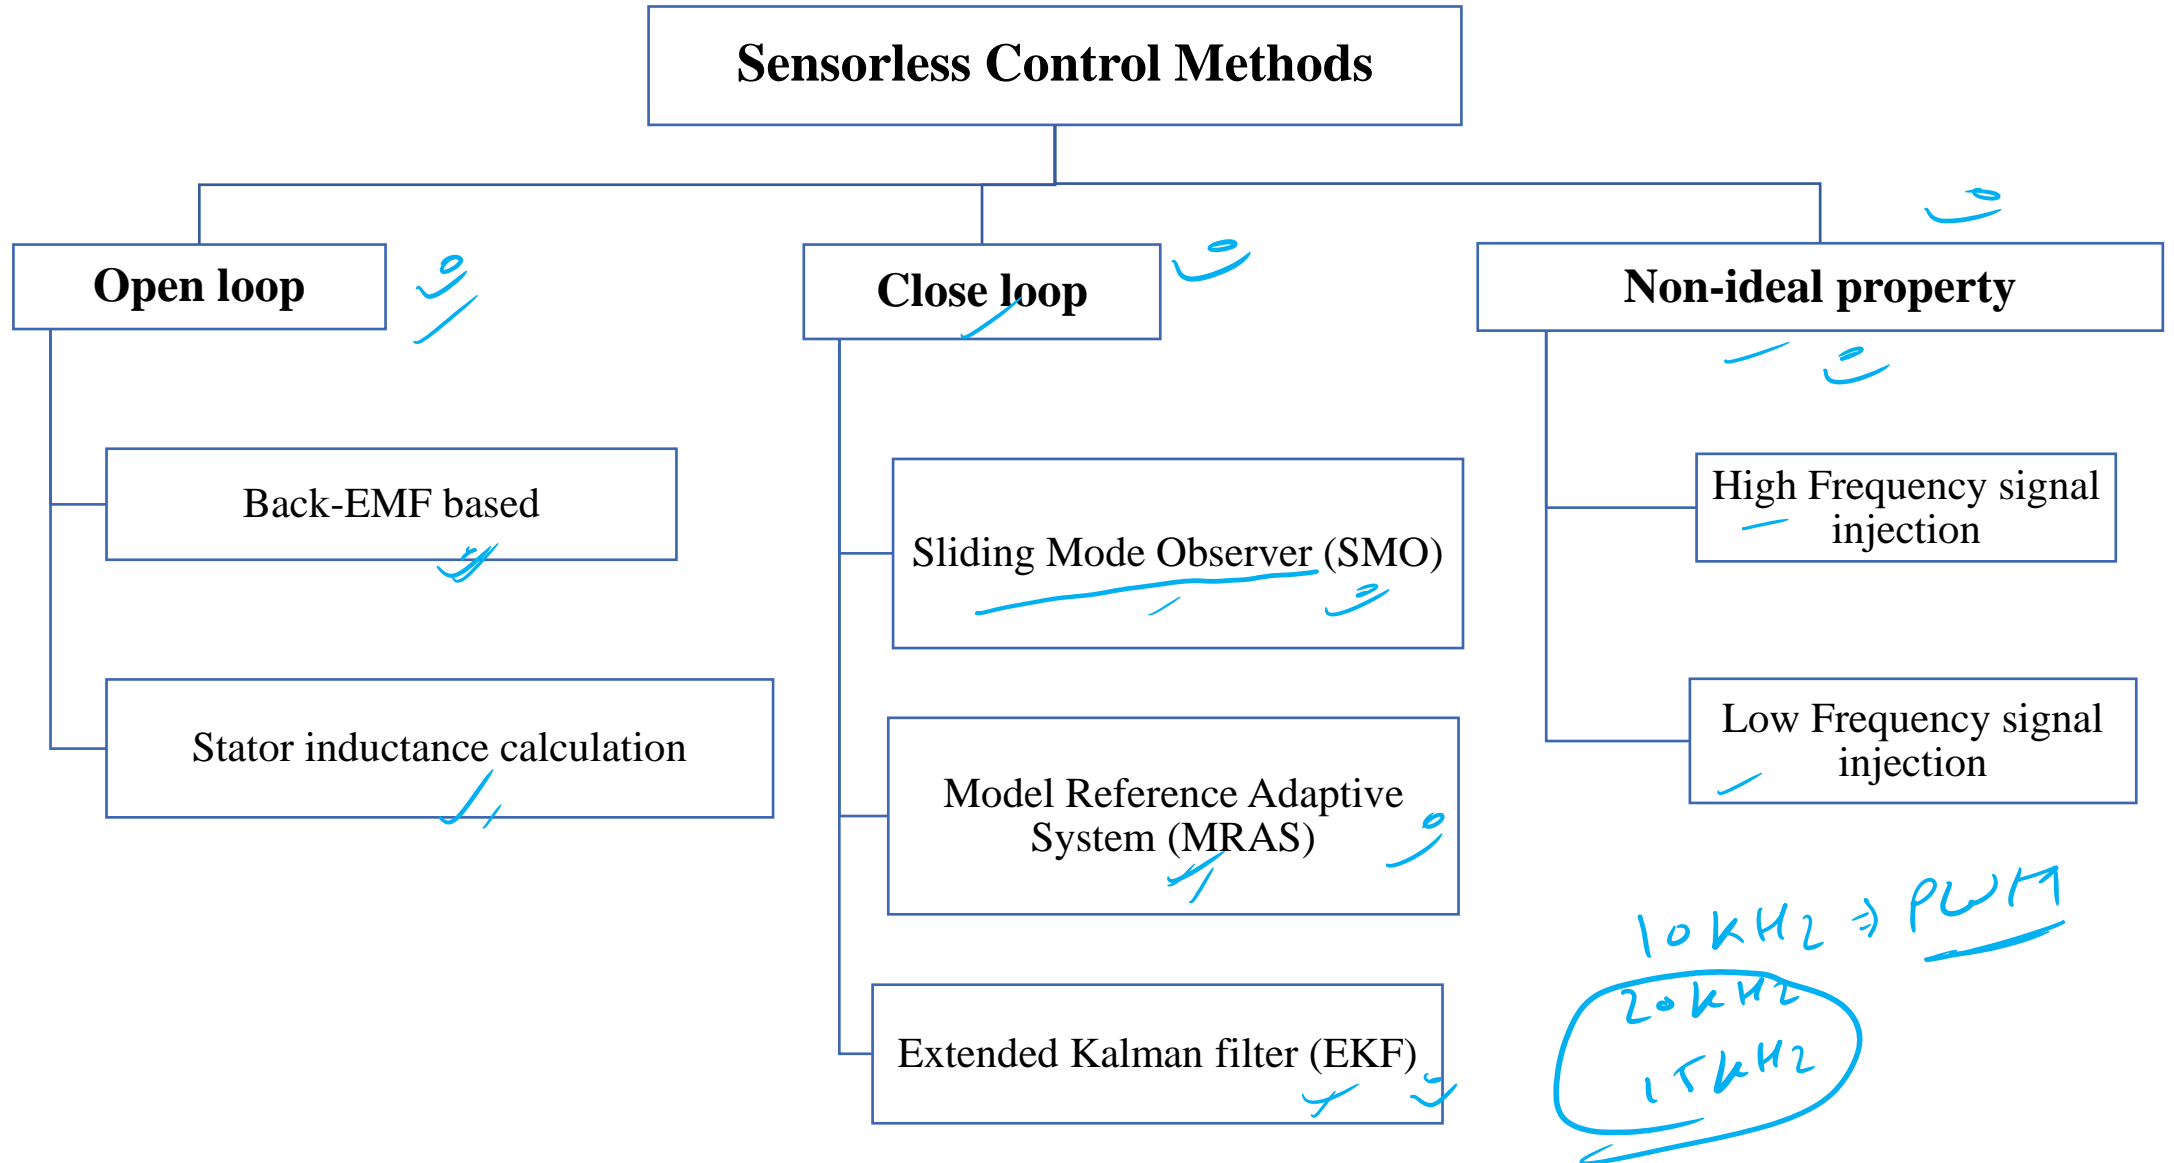 Sensorless Control Methods
Open loop
Back-EMF based
Stator inductance calculation
Close loop
Sliding Mode Observer (SMO)
Model Reference Adaptive
System (MRAS)
Extended Kalman filter (EKF)
Non-ideal property
High Frequency signal
injection
Low Frequency signal
injection
10kHz ⇒ PWM
20kHz
15kHz